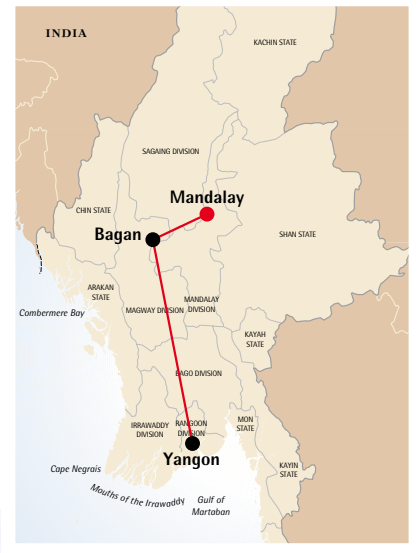 INDIA
KACHIN STATE
SAGAING DIVISION
Mandalay
CHIN STATE
Bagan
SHAN STATE
ARAKAN
STATE
MANDALAY
DIVISION
MAGWAY DIVISION
Combermere Bay
KAYAH
STATE
BAGO DIVISION
IRRAWADDY
DIVISION
RANGOON
DIVISION
MON
STATE
Yangon
Cape Negrais
KAYIN
STATE
Mouths of the Irrawaddy
Gulf of
Martaban